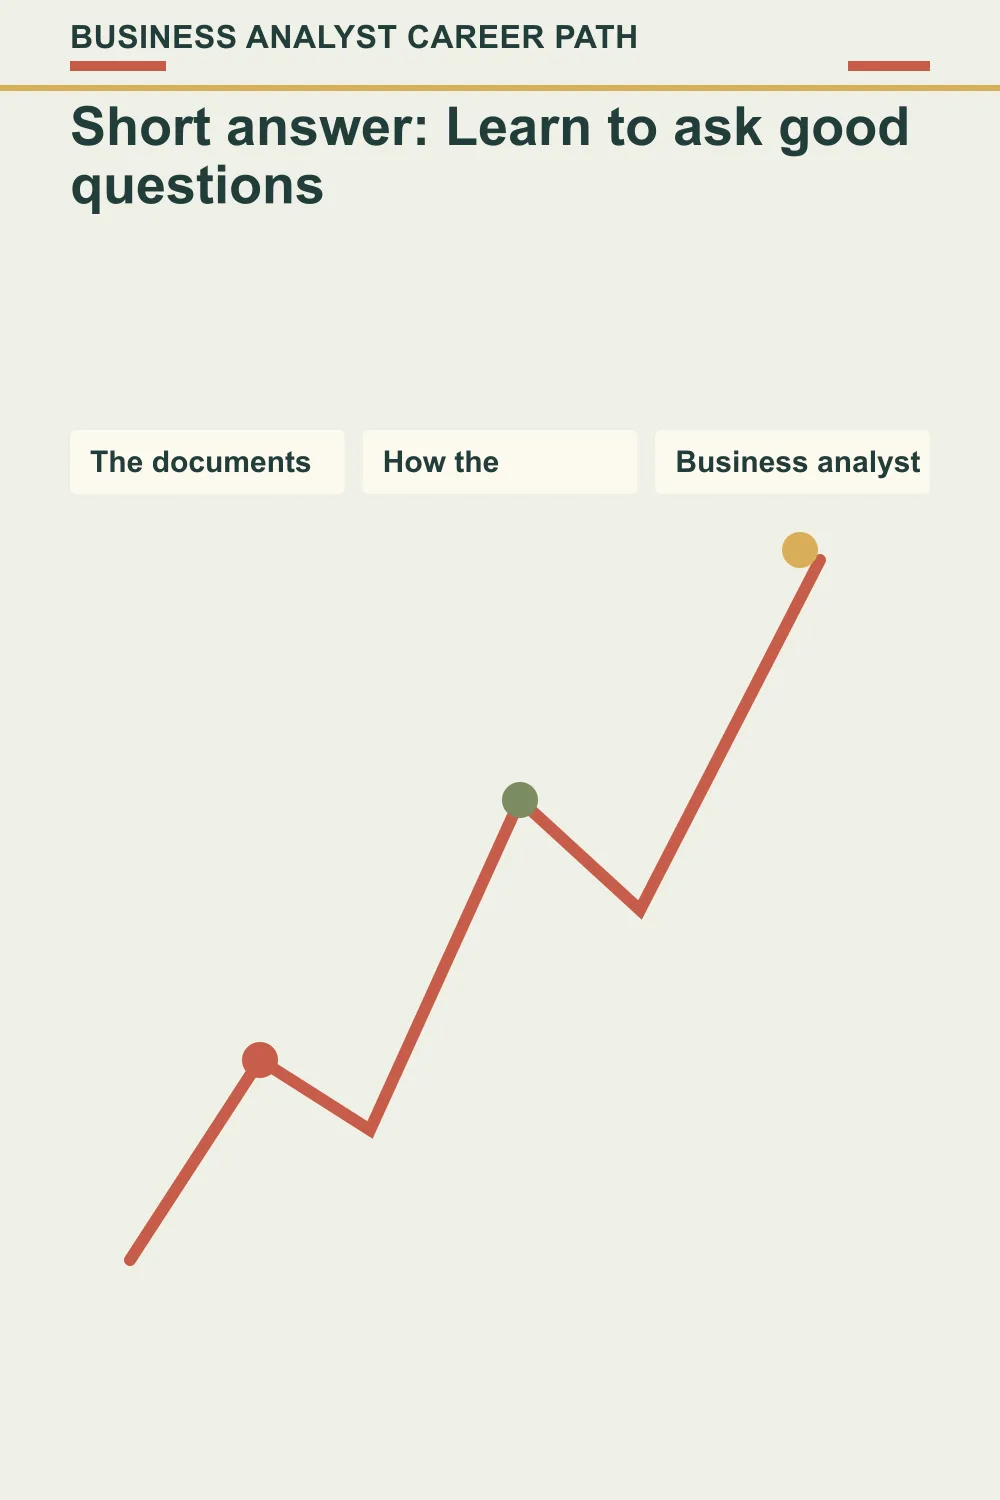 BUSINESS ANALYST CAREER PATH
Short answer: Learn to ask good
questions
The documents
How the
Business analyst